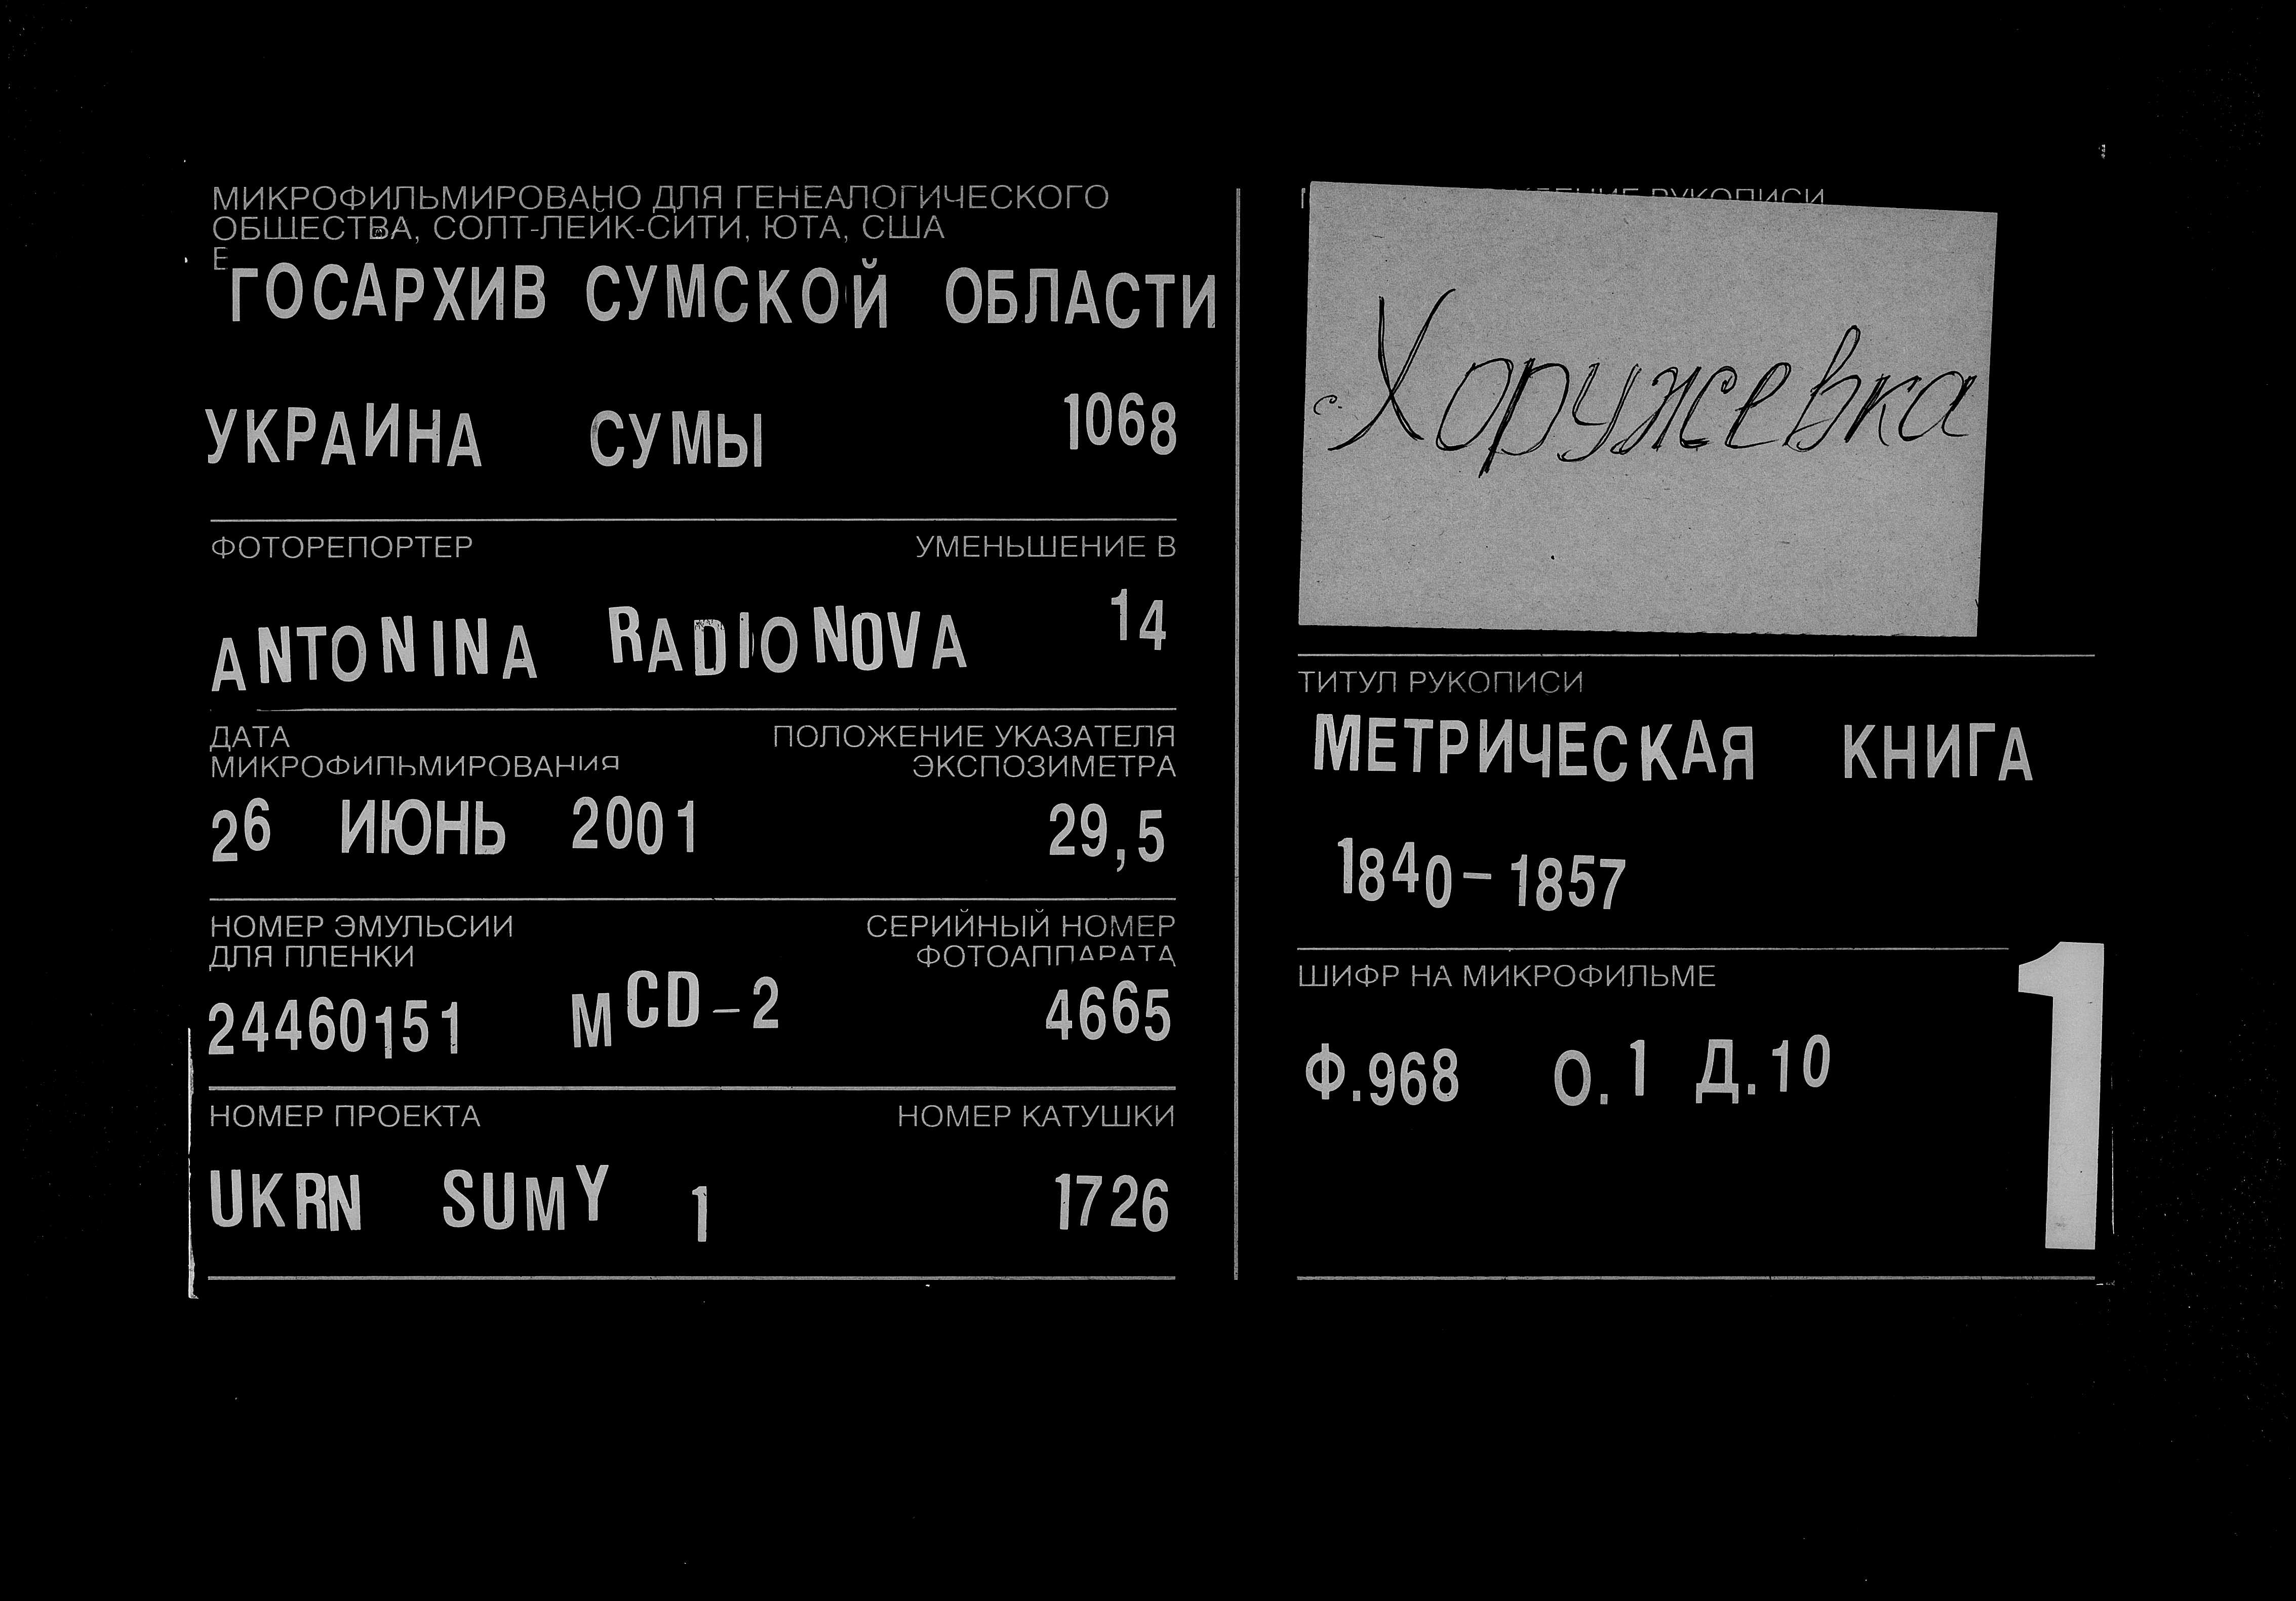 МИКРОФИЛЬМИРОВАНО ДЛЯ ГЕНЕАЛОГИЧЕСКОГО
ОБЩЕСТВА, СОЛТ-ЛЕЙК-СИТИ, ЮТА, США
ГОСАРХИВ СУМСКОЙ ОБЛАСТИ
УКРАИНА СУМЫ 1068
ФОТОРЕПОРТЕР УМЕНЬШЕНИЕ В
ANTONINA RADIONOVA 14
ДАТА ПОЛОЖЕНИЕ УКАЗАТЕЛЯ
МИКРОФИЛЬМИРОВАНИЯ ЭКСПОЗИМЕТРА
26 ИЮНЬ 2001 29,5
НОМЕР ЭМУЛЬСИИ СЕРИЙНЫЙ НОМЕР
ДЛЯ ПЛЕНКИ ФОТОАППАРАТА
24460151 MCD-2 4665
НОМЕР ПРОЕКТА НОМЕР КАТУШКИ
UKRN SUMY 1 1726
РУКОПИСИ
с. Хоружевка
ТИТУЛ РУКОПИСИ
МЕТРИЧЕСКАЯ КНИГА
1840-1857
ШИФР НА МИКРОФИЛЬМЕ
Ф.968 О.1 Д.10
1